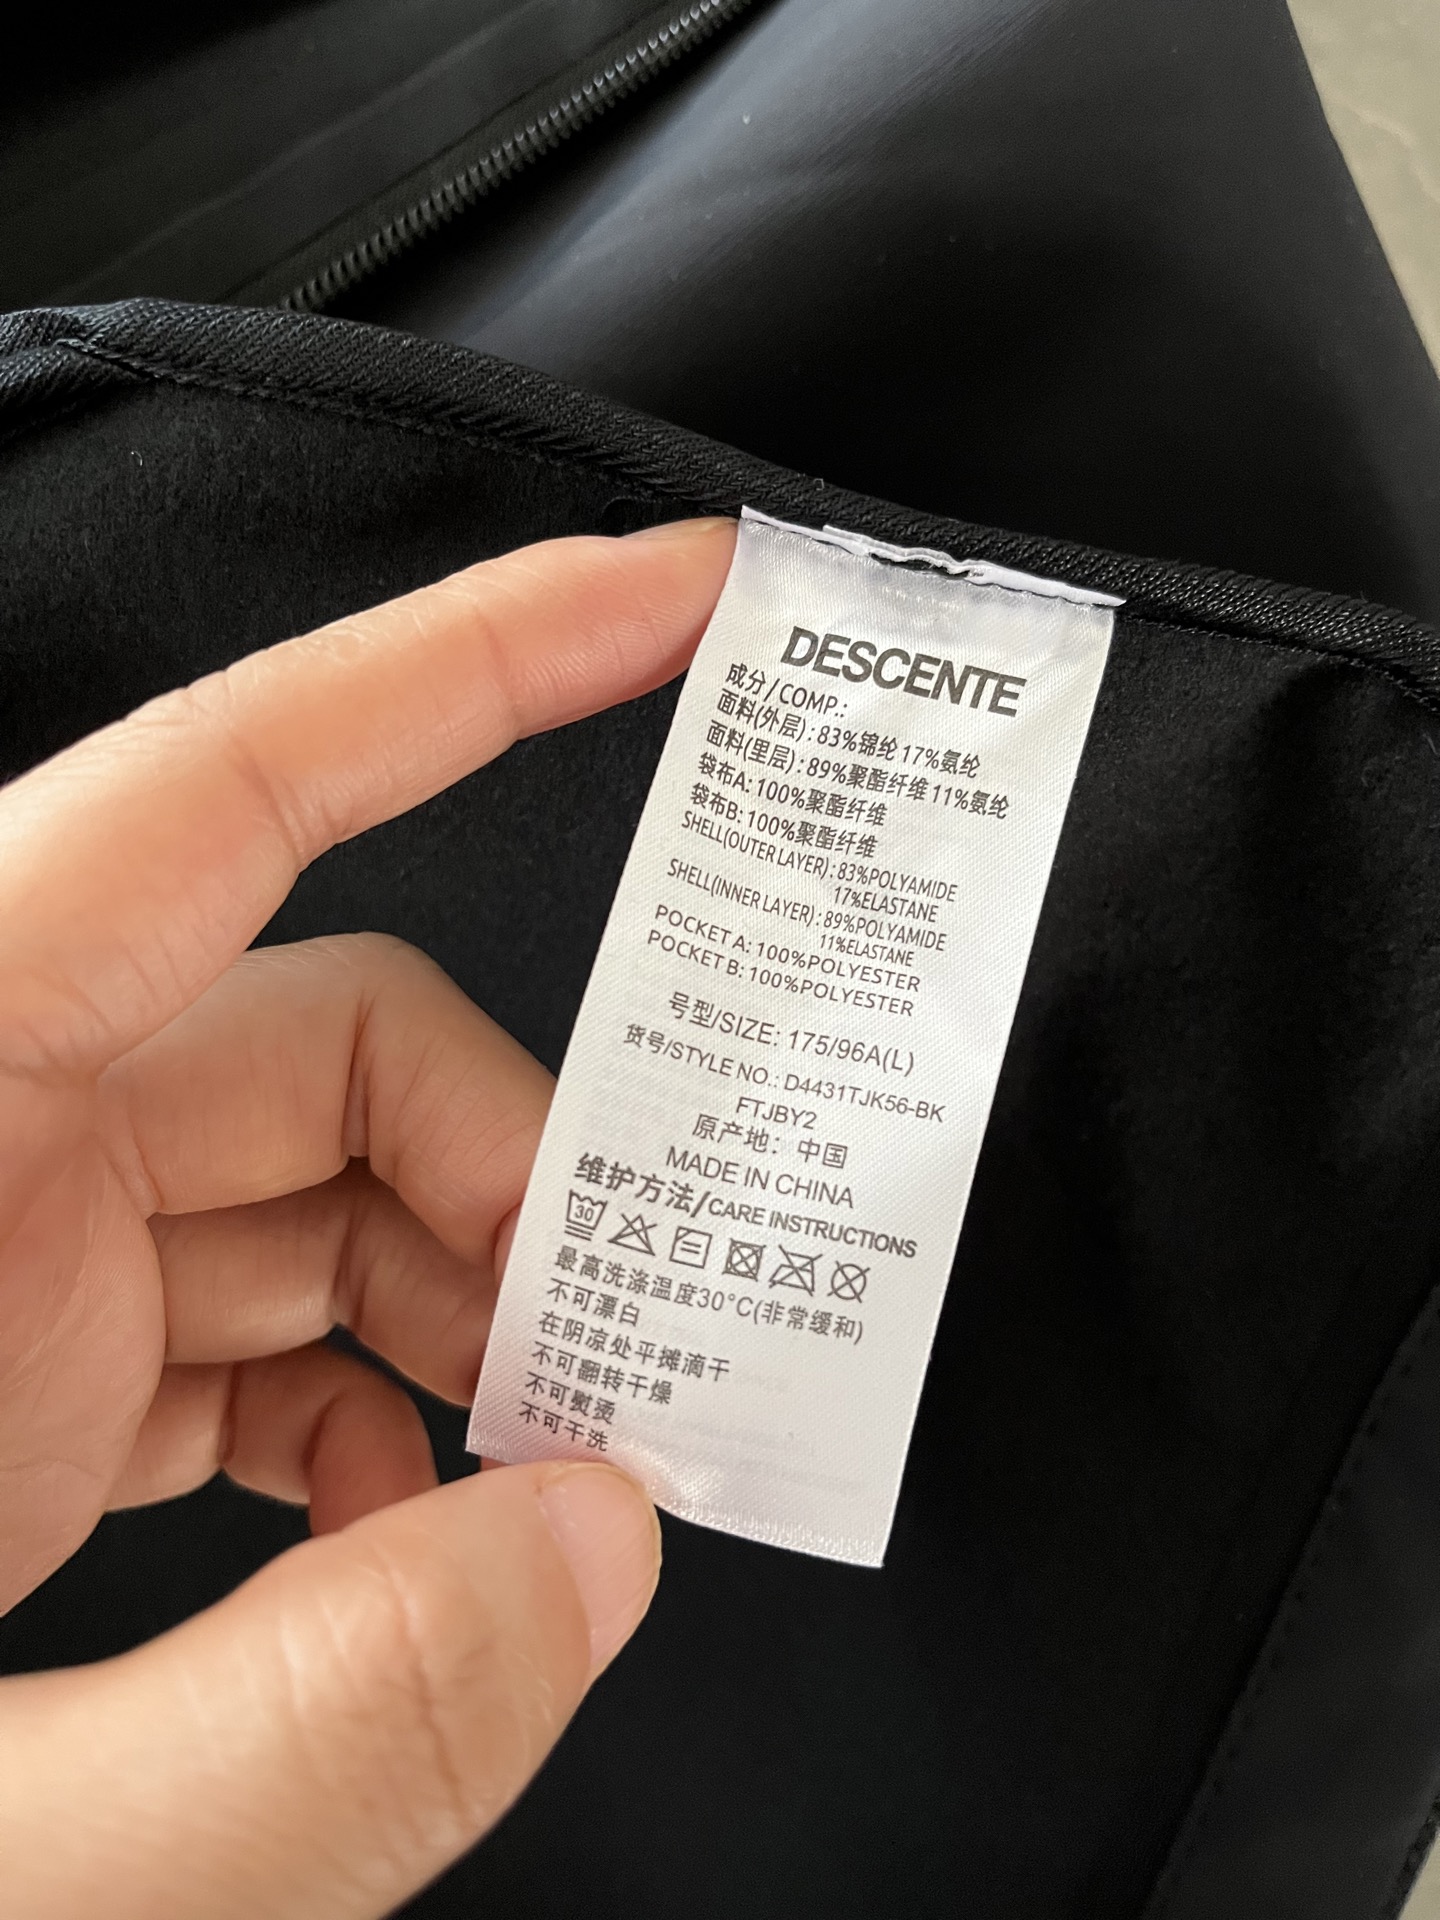 DESCENTE
成分/COMP.:
面料(外层):83%锦纶 17%氨纶
面料(里层):89%聚酯纤维 11%氨纶
袋布A:100%聚酯纤维
袋布B:100%聚酯纤维
SHELL(OUTER LAYER):83%POLYAMIDE
17%ELASTANE
SHELL(INNER LAYER):89%POLYAMIDE
11%ELASTANE
POCKET A:100%POLYESTER
POCKET B:100%POLYESTER
号型/SIZE: 175/96A(L)
货号/STYLE NO.: D4431TJK56-BK
FTJBY2
原产地: 中国
MADE IN CHINA
维护方法/CARE INSTRUCTIONS
30
最高洗涤温度30°C(非常缓和)
不可漂白
在阴凉处平摊滴干
不可翻转干燥
不可熨烫
不可干洗